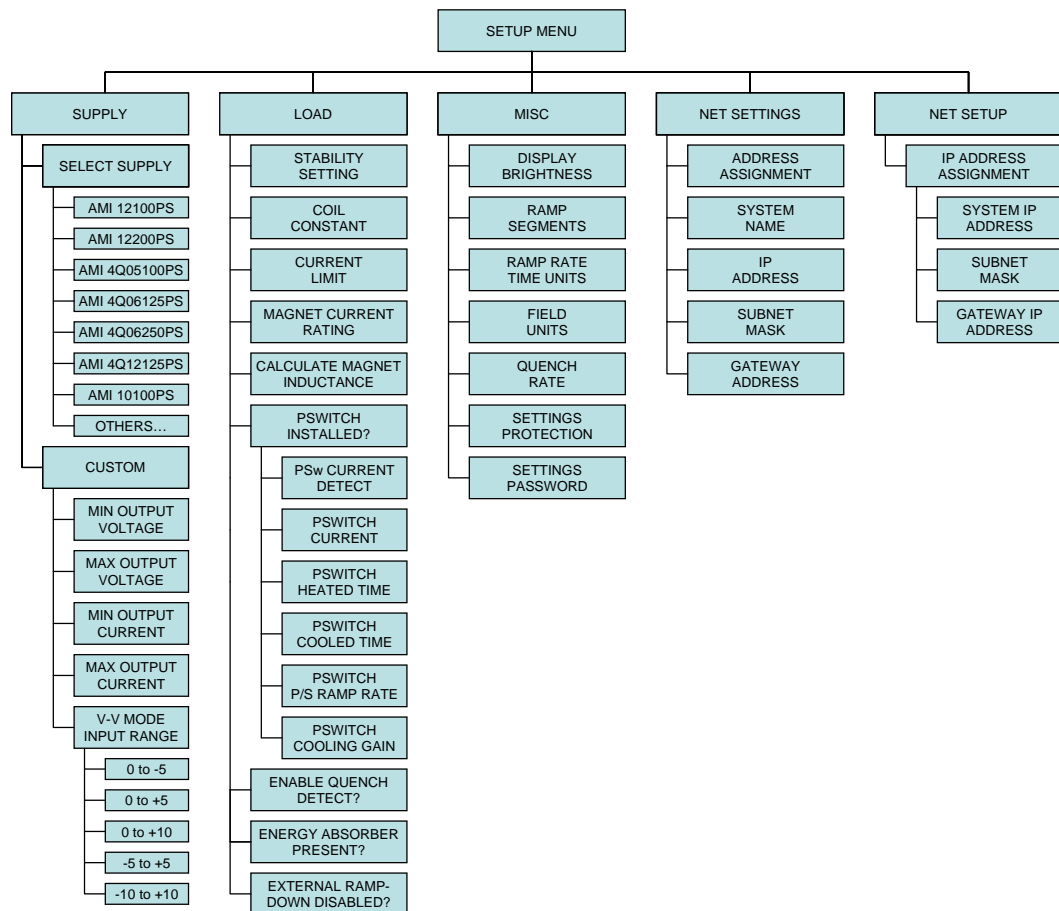 SETUP MENU
SUPPLY
SELECT SUPPLY
AMI 12100PS
AMI 12200PS
AMI 4Q05100PS
AMI 4Q06125PS
AMI 4Q06250PS
AMI 4Q12125PS
AMI 10100PS
OTHERS…
CUSTOM
MIN OUTPUT
VOLTAGE
MAX OUTPUT
VOLTAGE
MIN OUTPUT
CURRENT
MAX OUTPUT
CURRENT
V-V MODE
INPUT RANGE
0 to -5
0 to +5
0 to +10
-5 to +5
-10 to +10
LOAD
STABILITY
SETTING
COIL
CONSTANT
CURRENT
LIMIT
MAGNET CURRENT
RATING
CALCULATE MAGNET
INDUCTANCE
PSWITCH
INSTALLED?
PSw CURRENT
DETECT
PSWITCH
CURRENT
PSWITCH
HEATED TIME
PSWITCH
COOLED TIME
PSWITCH
P/S RAMP RATE
PSWITCH
COOLING GAIN
ENABLE QUENCH
DETECT?
ENERGY ABSORBER
PRESENT?
EXTERNAL RAMP-
DOWN DISABLED?
MISC
DISPLAY
BRIGHTNESS
RAMP
SEGMENTS
RAMP RATE
TIME UNITS
FIELD
UNITS
QUENCH
RATE
SETTINGS
PROTECTION
SETTINGS
PASSWORD
NET SETTINGS
ADDRESS
ASSIGNMENT
SYSTEM
NAME
IP
ADDRESS
SUBNET
MASK
GATEWAY
ADDRESS
NET SETUP
IP ADDRESS
ASSIGNMENT
SYSTEM IP
ADDRESS
SUBNET
MASK
GATEWAY IP
ADDRESS